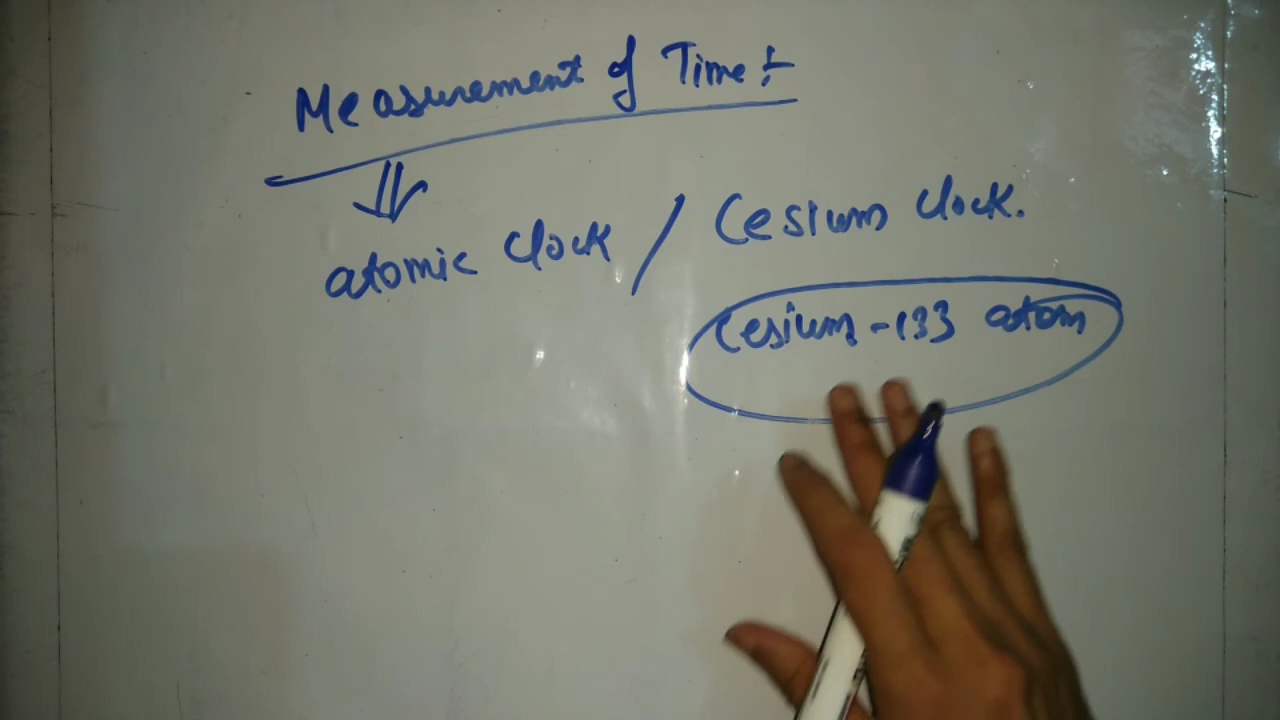 Measurement of Time :-
atomic clock / Cesium clock.
Cesium - 133 atom